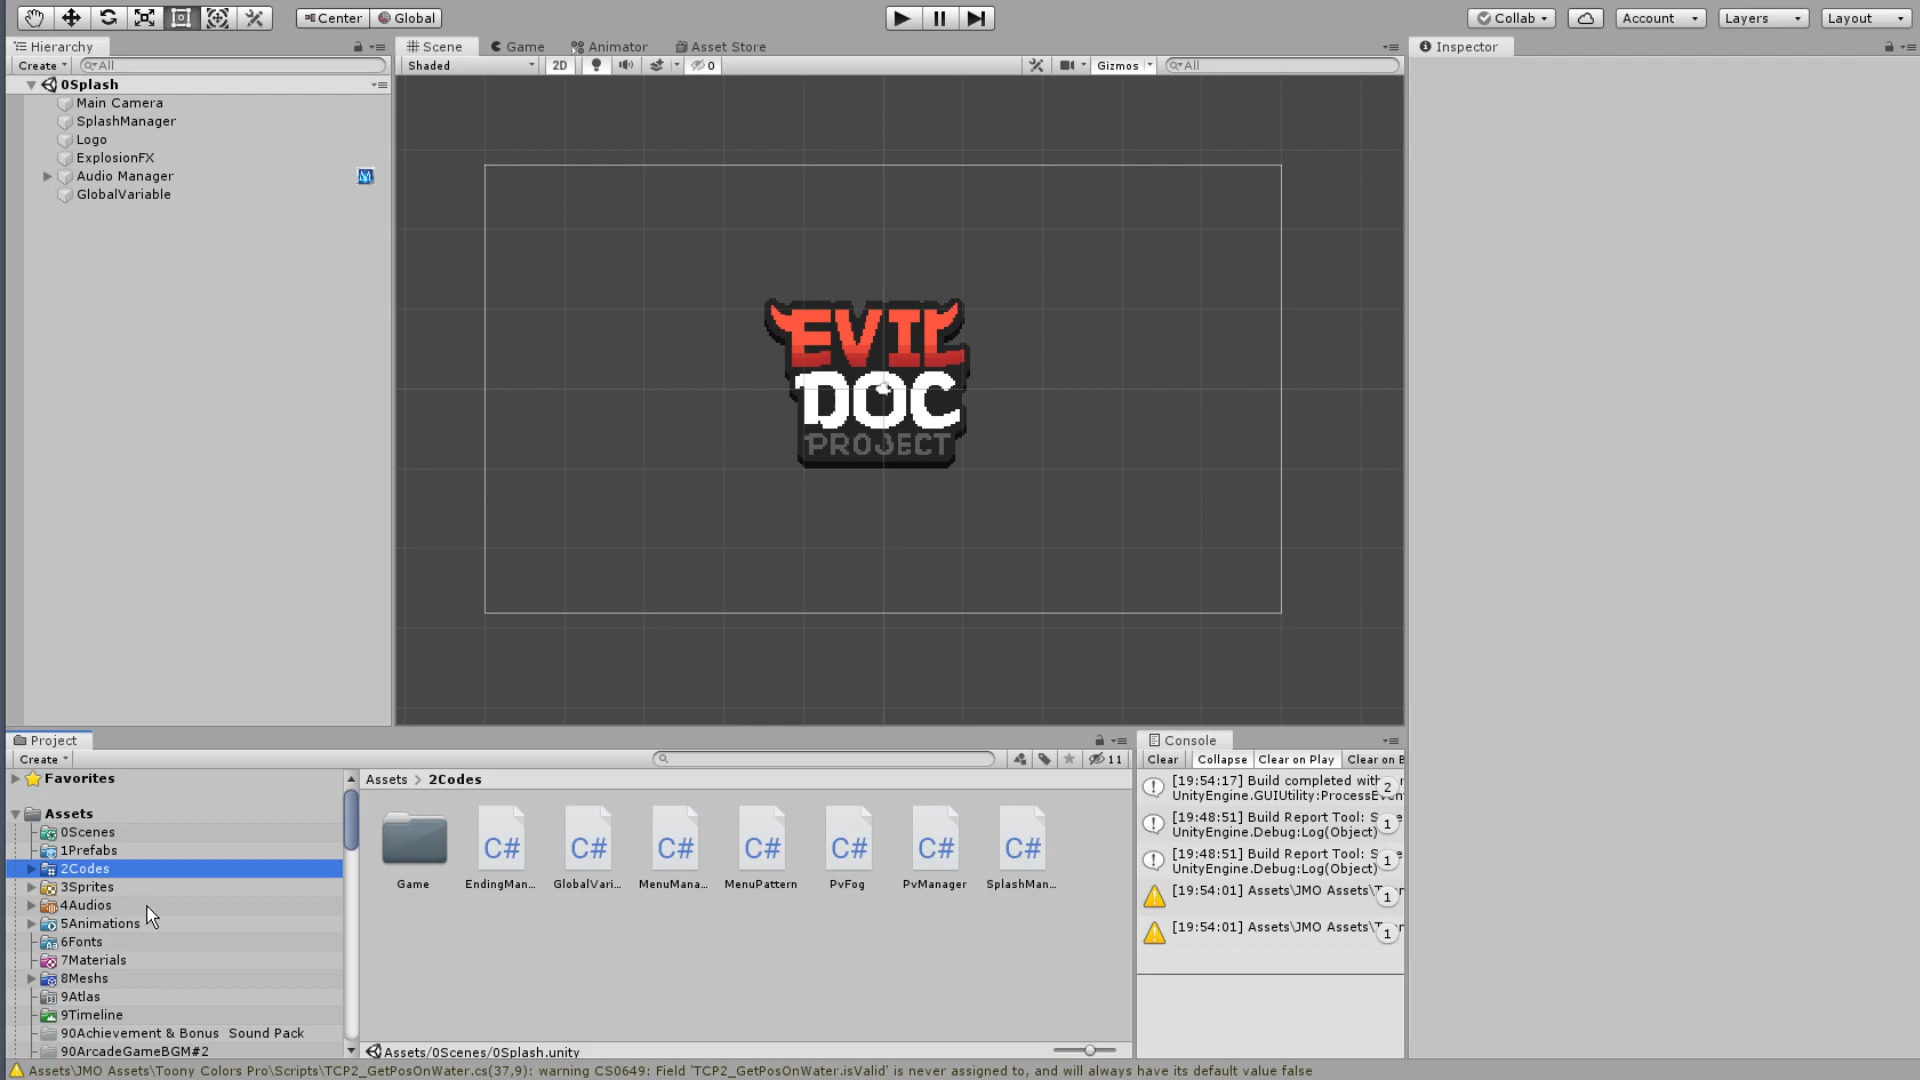 Center Global Collab Account Layers Layout
Hierarchy
Create All
0Splash
Main Camera
SplashManager
Logo
ExplosionFX
Audio Manager
GlobalVariable
Scene Game Animator Asset Store
Shaded 2D 0 Gizmos All
EVIL
DOC
PROJECT
Inspector
Project
Create 11
Favorites
Assets
0Scenes
1Prefabs
2Codes
3Sprites
4Audios
5Animations
6Fonts
7Materials
8Meshs
9Atlas
9Timeline
90Achievement & Bonus Sound Pack
90ArcadeGameBGM#2
Assets > 2Codes
Game EndingMan... GlobalVari... MenuMana... MenuPattern PvFog PvManager SplashMan...
Assets/0Scenes/0Splash.unity
Console
Clear Collapse Clear on Play Clear on B
[19:54:17] Build completed with 2
UnityEngine.GUIUtility:ProcessEven
[19:48:51] Build Report Tool: 1
UnityEngine.Debug:Log(Object)
[19:48:51] Build Report Tool: 1
UnityEngine.Debug:Log(Object)
[19:54:01] Assets\JMO Assets\ 1
[19:54:01] Assets\JMO Assets\ 1
Assets\JMO Assets\Toony Colors Pro\Scripts\TCP2_GetPosOnWater.cs(37,9): warning CS0649: Field 'TCP2_GetPosOnWater.isValid' is never assigned to, and will always have its default value false